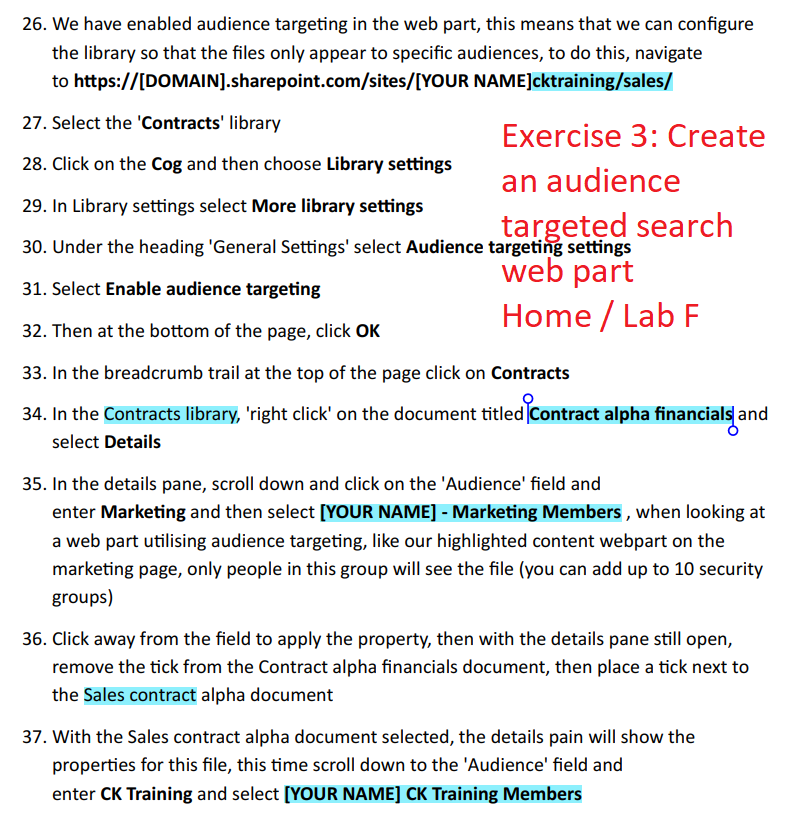 26. We have enabled audience targeting in the web part, this means that we can configure
the library so that the files only appear to specific audiences, to do this, navigate
to https://[DOMAIN].sharepoint.com/sites/[YOUR NAME]cktraining/sales/
27. Select the 'Contracts' library
28. Click on the Cog and then choose Library settings
29. In Library settings select More library settings
30. Under the heading 'General Settings' select Audience targeting settings
31. Select Enable audience targeting
32. Then at the bottom of the page, click OK
Exercise 3: Create
an audience
targeted search
web part
Home / Lab F
33. In the breadcrumb trail at the top of the page click on Contracts
34. In the Contracts library, 'right click' on the document titled Contract alpha financials and
select Details
35. In the details pane, scroll down and click on the 'Audience' field and
enter Marketing and then select [YOUR NAME] - Marketing Members , when looking at
a web part utilising audience targeting, like our highlighted content webpart on the
marketing page, only people in this group will see the file (you can add up to 10 security
groups)
36. Click away from the field to apply the property, then with the details pane still open,
remove the tick from the Contract alpha financials document, then place a tick next to
the Sales contract alpha document
37. With the Sales contract alpha document selected, the details pain will show the
properties for this file, this time scroll down to the 'Audience' field and
enter CK Training and select [YOUR NAME] CK Training Members